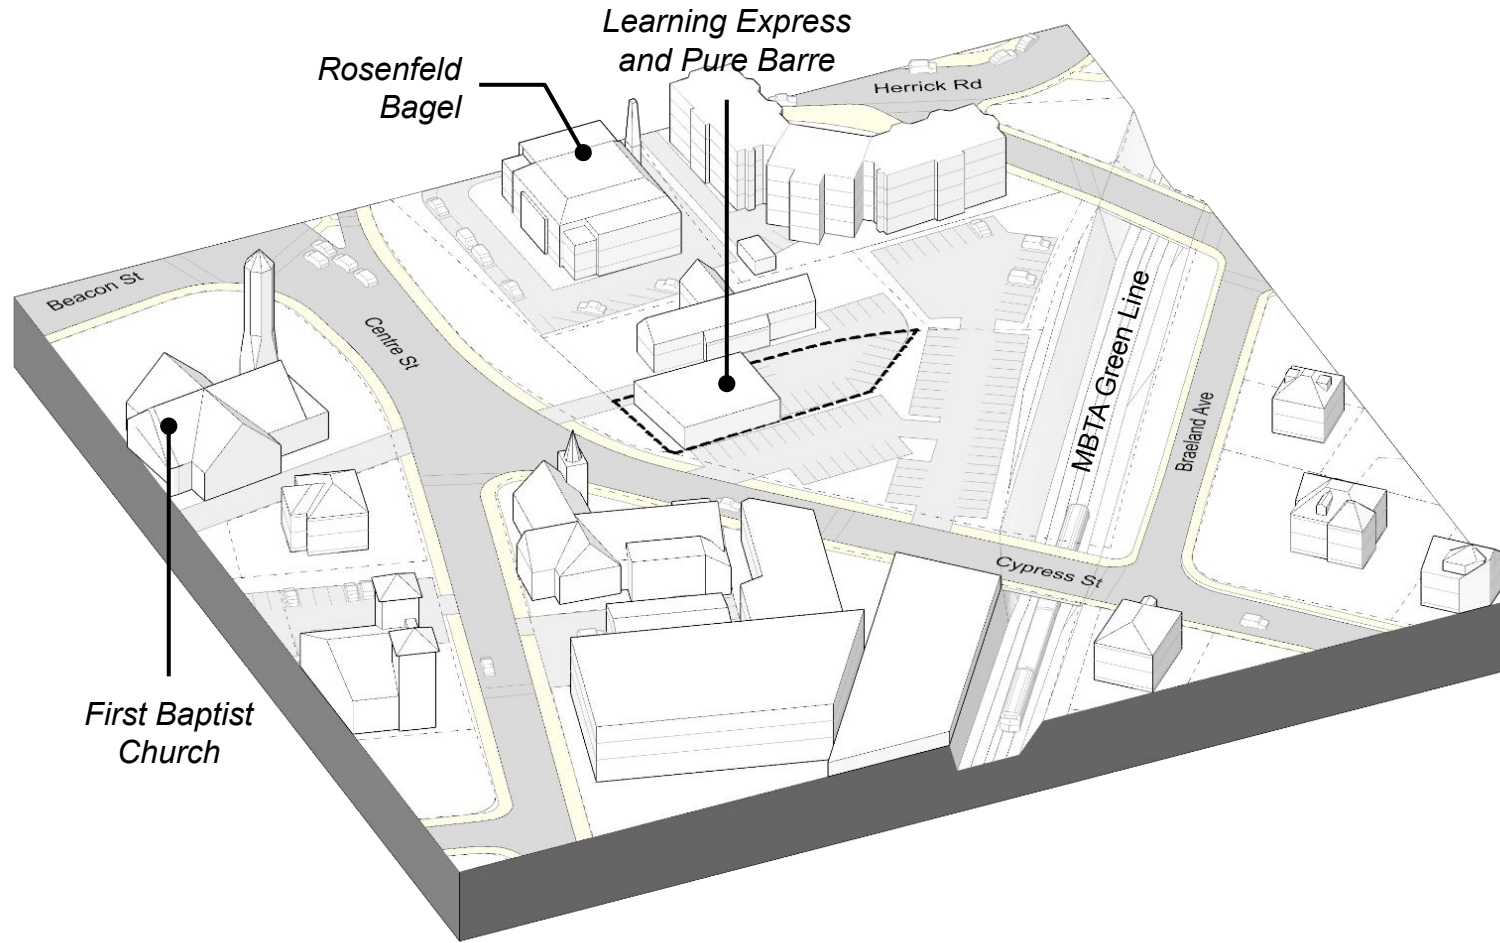 Learning Express
and Pure Barre
Rosenfeld
Bagel
Herrick Rd
Beacon St
Centre St
MBTA Green Line
Braeland Ave
Cypress St
First Baptist
Church